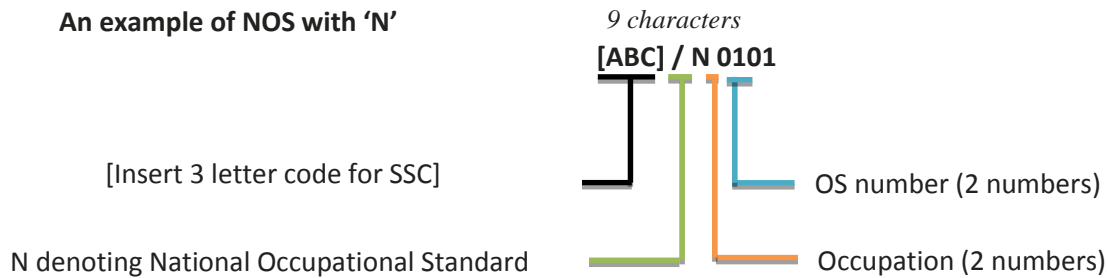 An example of NOS with ‘N’
9 characters
[ABC] / N 0101
[Insert 3 letter code for SSC]
OS number (2 numbers)
N denoting National Occupational Standard
Occupation (2 numbers)